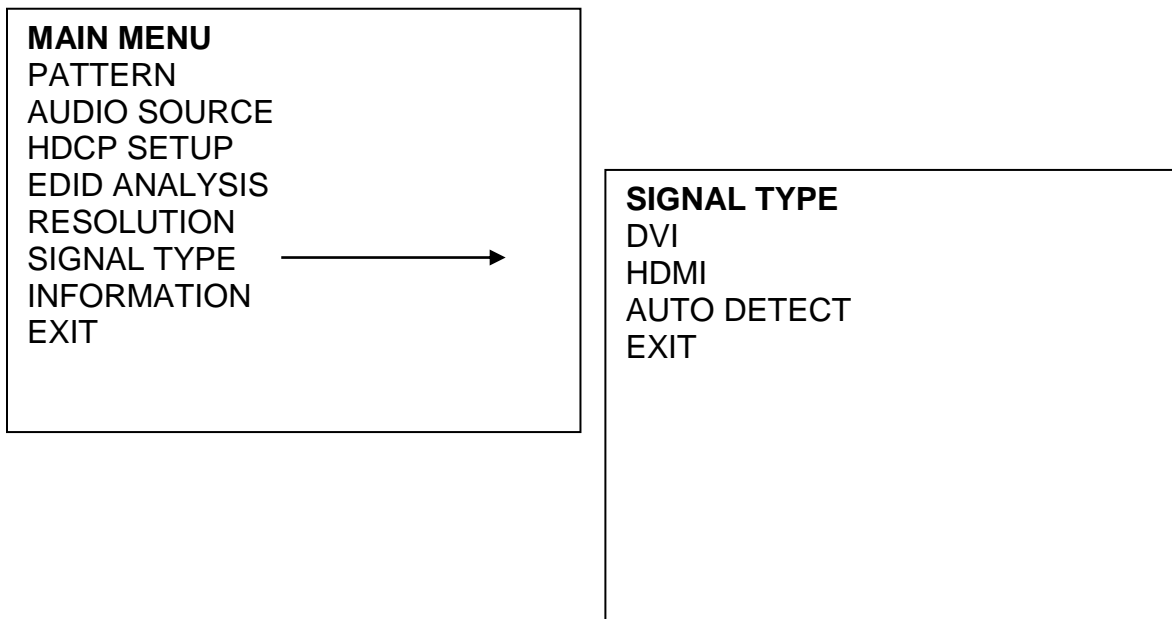 MAIN MENU
PATTERN
AUDIO SOURCE
HDCP SETUP
EDID ANALYSIS
RESOLUTION
SIGNAL TYPE
INFORMATION
EXIT
SIGNAL TYPE
DVI
HDMI
AUTO DETECT
EXIT